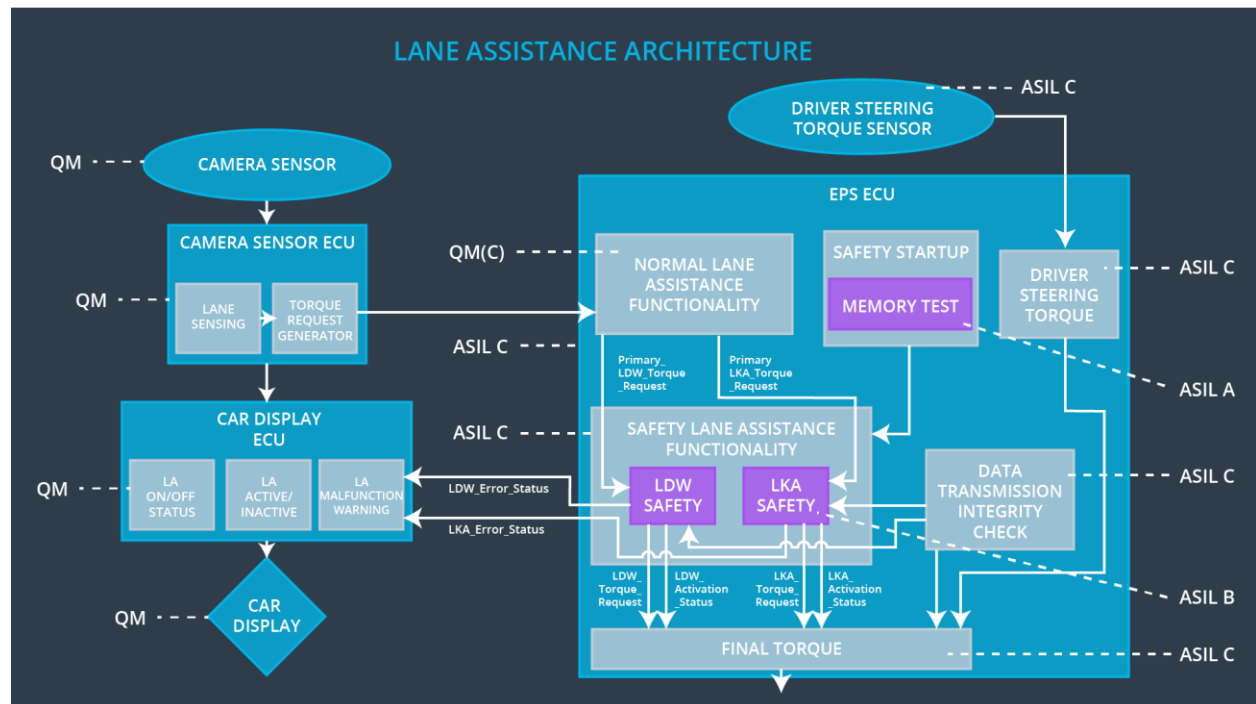 LANE ASSISTANCE ARCHITECTURE
ASIL C
DRIVER STEERING
TORQUE SENSOR
QM
CAMERA SENSOR
EPS ECU
CAMERA SENSOR ECU
QM
LANE
SENSING
TORQUE
REQUEST
GENERATOR
QM(C)
NORMAL LANE
ASSISTANCE
FUNCTIONALITY
SAFETY STARTUP
MEMORY TEST
DRIVER
STEERING
TORQUE
ASIL C
ASIL C
Primary_
LDW_Torque
_Request
Primary
LKA_Torque
_Request
ASIL A
CAR DISPLAY
ECU
QM
LA
ON/OFF
STATUS
LA
ACTIVE/
INACTIVE
LA
MALFUNCTION
WARNING
ASIL C
SAFETY LANE ASSISTANCE
FUNCTIONALITY
LDW
SAFETY
LKA
SAFETY
DATA
TRANSMISSION
INTEGRITY
CHECK
ASIL C
LDW_Error_Status
LKA_Error_Status
LDW_
Torque_
Request
LDW_
Activation
_Status
LKA_
Torque_
Request
LKA_
Activation
_Status
ASIL B
QM
CAR
DISPLAY
FINAL TORQUE
ASIL C